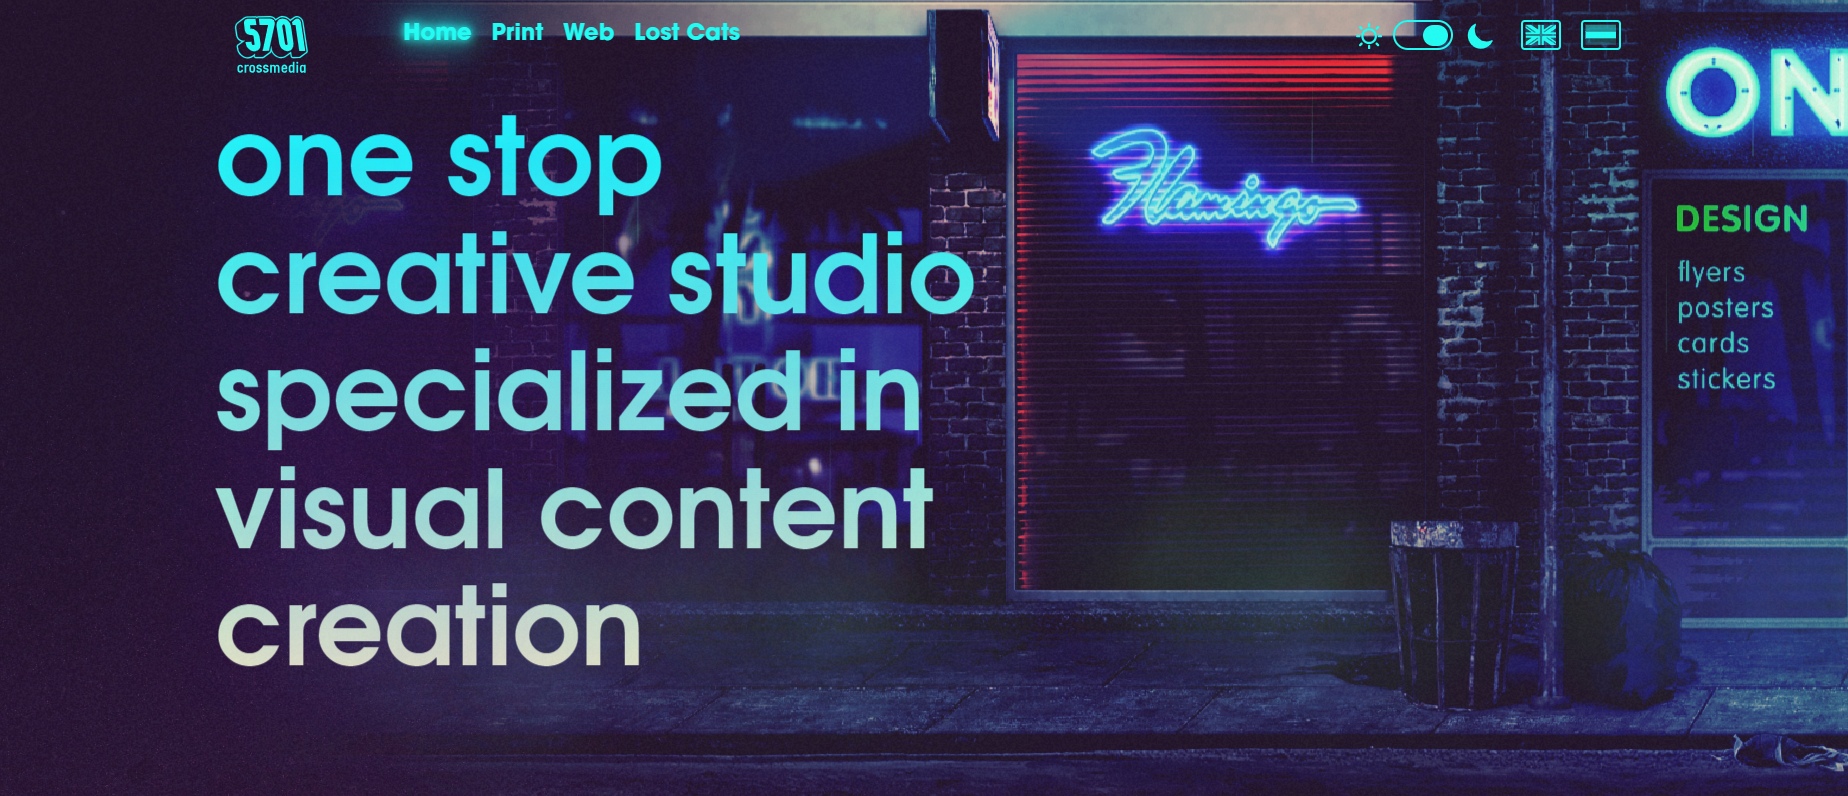 5701
crossmedia
Home Print Web Lost Cats
one stop
creative studio
specialized in
visual content
creation
Flamingo
ON
DESIGN
flyers
posters
cards
stickers